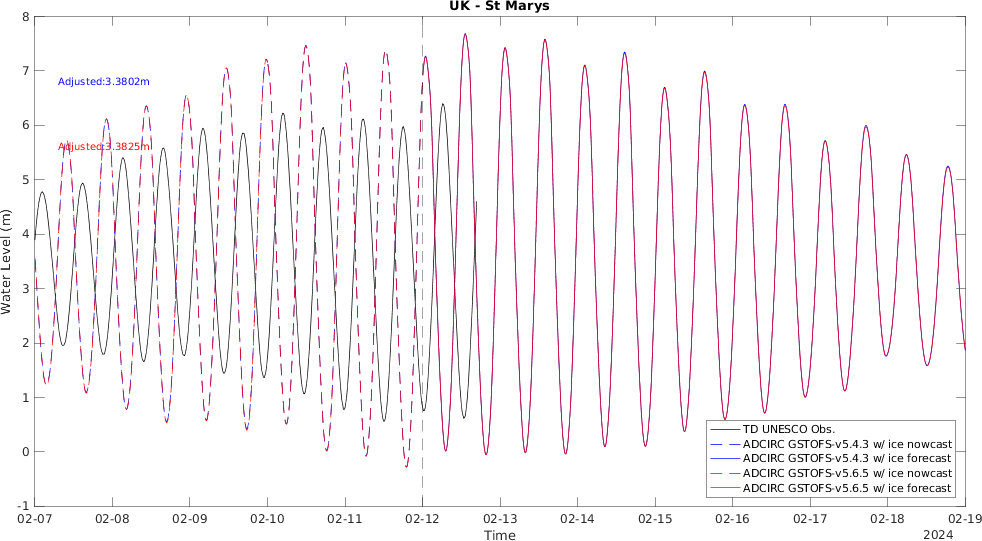 UK - St Marys
8
7
6
5
4
3
2
1
0
-1
Water Level (m)
Adjusted:3.3802m
Adjusted:3.3825m
TD UNESCO Obs.
ADCIRC GSTOFS-v5.4.3 w/ ice nowcast
ADCIRC GSTOFS-v5.4.3 w/ ice forecast
ADCIRC GSTOFS-v5.6.5 w/ ice nowcast
ADCIRC GSTOFS-v5.6.5 w/ ice forecast
02-07 02-08 02-09 02-10 02-11 02-12 02-13 02-14 02-15 02-16 02-17 02-18 02-19
Time
2024